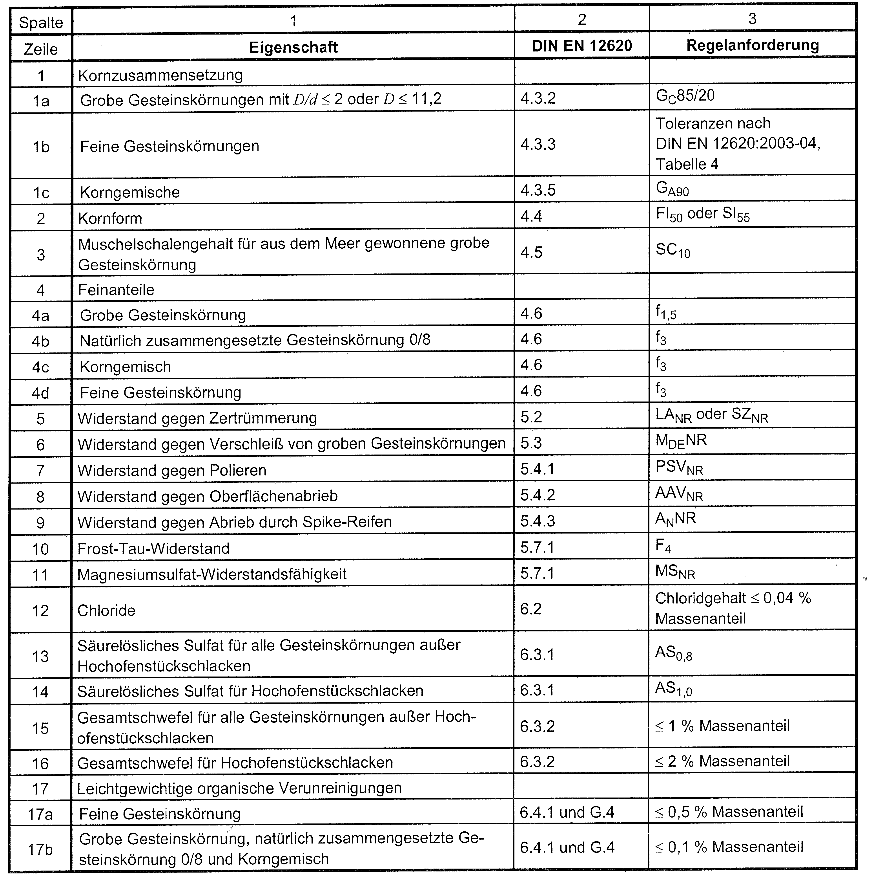 Spalte 1 2 3
Zeile Eigenschaft DIN EN 12620 Regelanforderung
1 Kornzusammensetzung
1a Grobe Gesteinskörnungen mit D/d ≤ 2 oder D ≤ 11,2 4.3.2 GC85/20
1b Feine Gesteinskörnungen 4.3.3 Toleranzen nach
DIN EN 12620:2003-04,
Tabelle 4
1c Korngemische 4.3.5 GA90
2 Kornform 4.4 FI50 oder SI55
3 Muschelschalengehalt für aus dem Meer gewonnene grobe
Gesteinskörnung 4.5 SC10
4 Feinanteile
4a Grobe Gesteinskörnung 4.6 f1,5
4b Natürlich zusammengesetzte Gesteinskörnung 0/8 4.6 f3
4c Korngemisch 4.6 f3
4d Feine Gesteinskörnung 4.6 f3
5 Widerstand gegen Zertrümmerung 5.2 LANR oder SZNR
6 Widerstand gegen Verschleiß von groben Gesteinskörnungen 5.3 MDENR
7 Widerstand gegen Polieren 5.4.1 PSVNR
8 Widerstand gegen Oberflächenabrieb 5.4.2 AAVNR
9 Widerstand gegen Abrieb durch Spike-Reifen 5.4.3 ANNR
10 Frost-Tau-Widerstand 5.7.1 F4
11 Magnesiumsulfat-Widerstandsfähigkeit 5.7.1 MSNR
12 Chloride 6.2 Chloridgehalt ≤ 0,04 %
Massenanteil
13 Säurelösliches Sulfat für alle Gesteinskörnungen außer
Hochofenstückschlacken 6.3.1 AS0,8
14 Säurelösliches Sulfat für Hochofenstückschlacken 6.3.1 AS1,0
15 Gesamtschwefel für alle Gesteinskörnungen außer Hoch-
ofenstückschlacken 6.3.2 ≤ 1 % Massenanteil
16 Gesamtschwefel für Hochofenstückschlacken 6.3.2 ≤ 2 % Massenanteil
17 Leichtgewichtige organische Verunreinigungen
17a Feine Gesteinskörnung 6.4.1 und G.4 ≤ 0,5 % Massenanteil
17b Grobe Gesteinskörnung, natürlich zusammengesetzte Ge-
steinskörnung 0/8 und Korngemisch 6.4.1 und G.4 ≤ 0,1 % Massenanteil